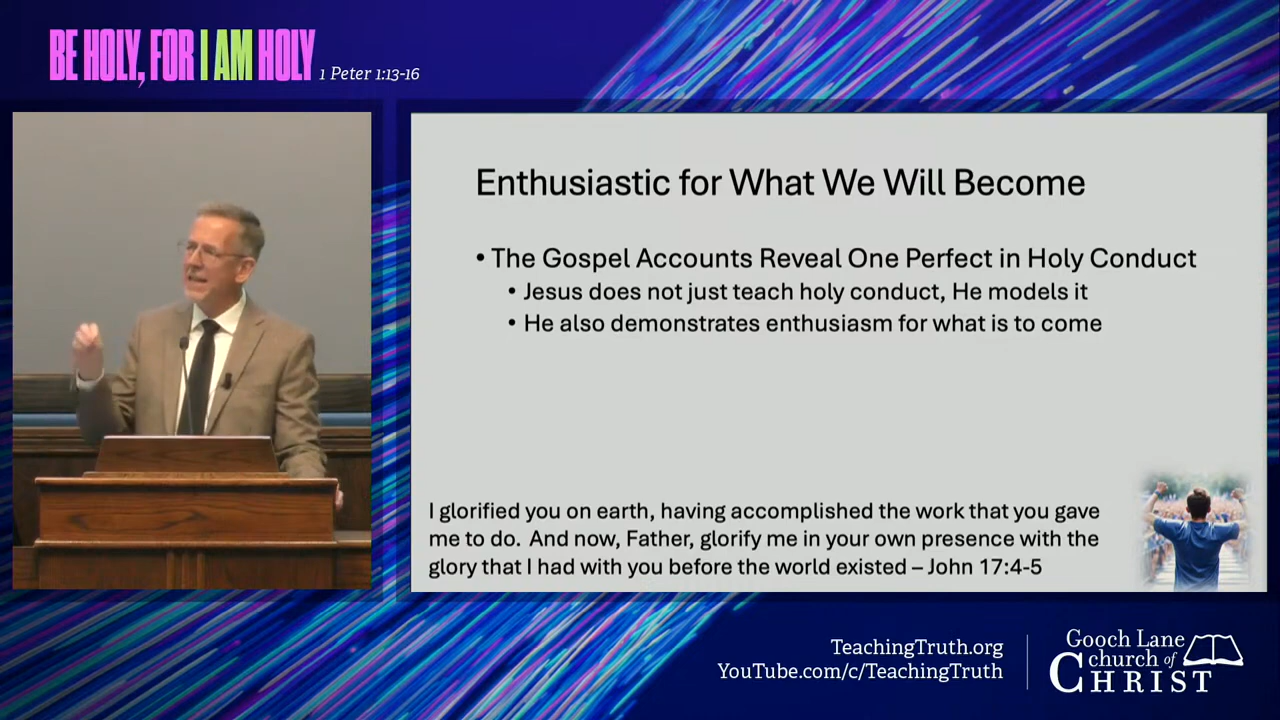 BE HOLY, FOR I AM HOLY 1 Peter 1:13-16
Enthusiastic for What We Will Become
• The Gospel Accounts Reveal One Perfect in Holy Conduct
• Jesus does not just teach holy conduct, He models it
• He also demonstrates enthusiasm for what is to come
I glorified you on earth, having accomplished the work that you gave
me to do. And now, Father, glorify me in your own presence with the
glory that I had with you before the world existed – John 17:4-5
TeachingTruth.org
YouTube.com/c/TeachingTruth
Gooch Lane
church of
CHRIST